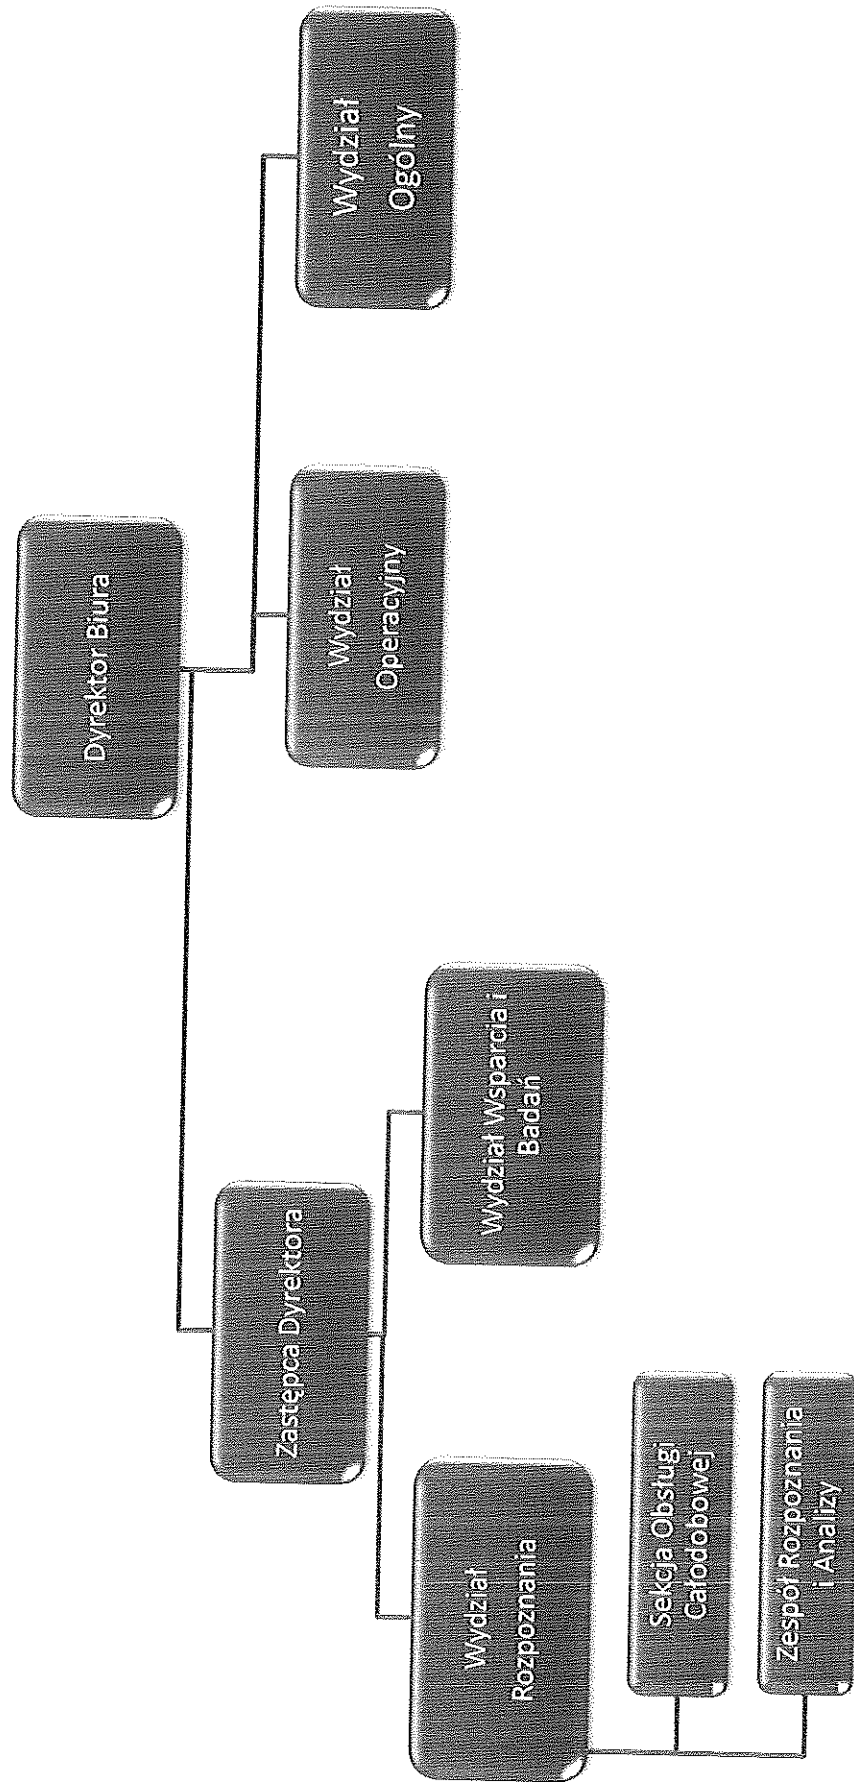 Dyrektor Biura
Zastępca Dyrektora
Wydział
Operacyjny
Wydział
Ogólny
Wydział
Rozpoznania
Wydział Wsparcia i
Badań
Sekcja Obsługi
Całodobowej
Zespół Rozpoznania
i Analizy